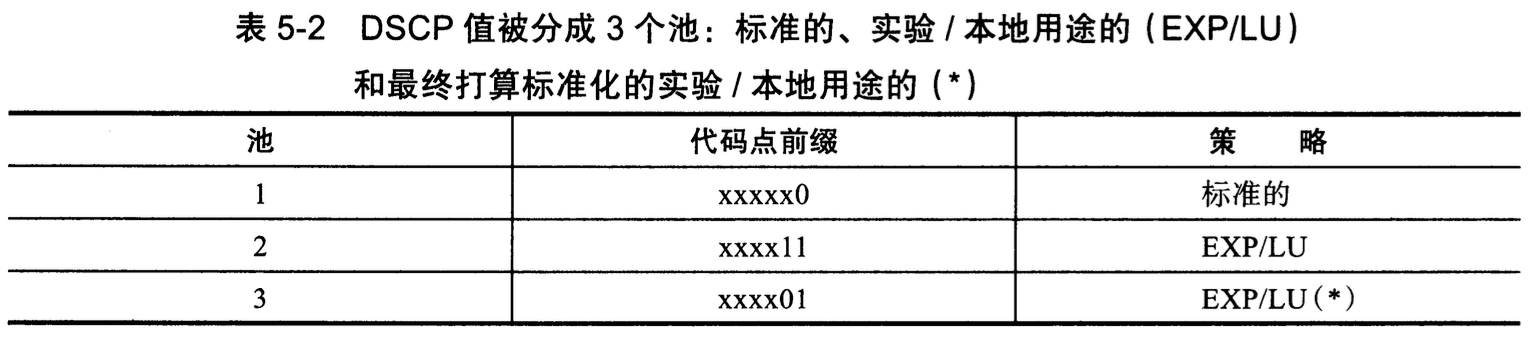 表 5-2 DSCP 值被分成 3 个池：标准的、实验 / 本地用途的（EXP/LU）
和最终打算标准化的实验 / 本地用途的（*）
池 代码点前缀 策 略
1 xxxxx0 标准的
2 xxxx11 EXP/LU
3 xxxx01 EXP/LU（*）